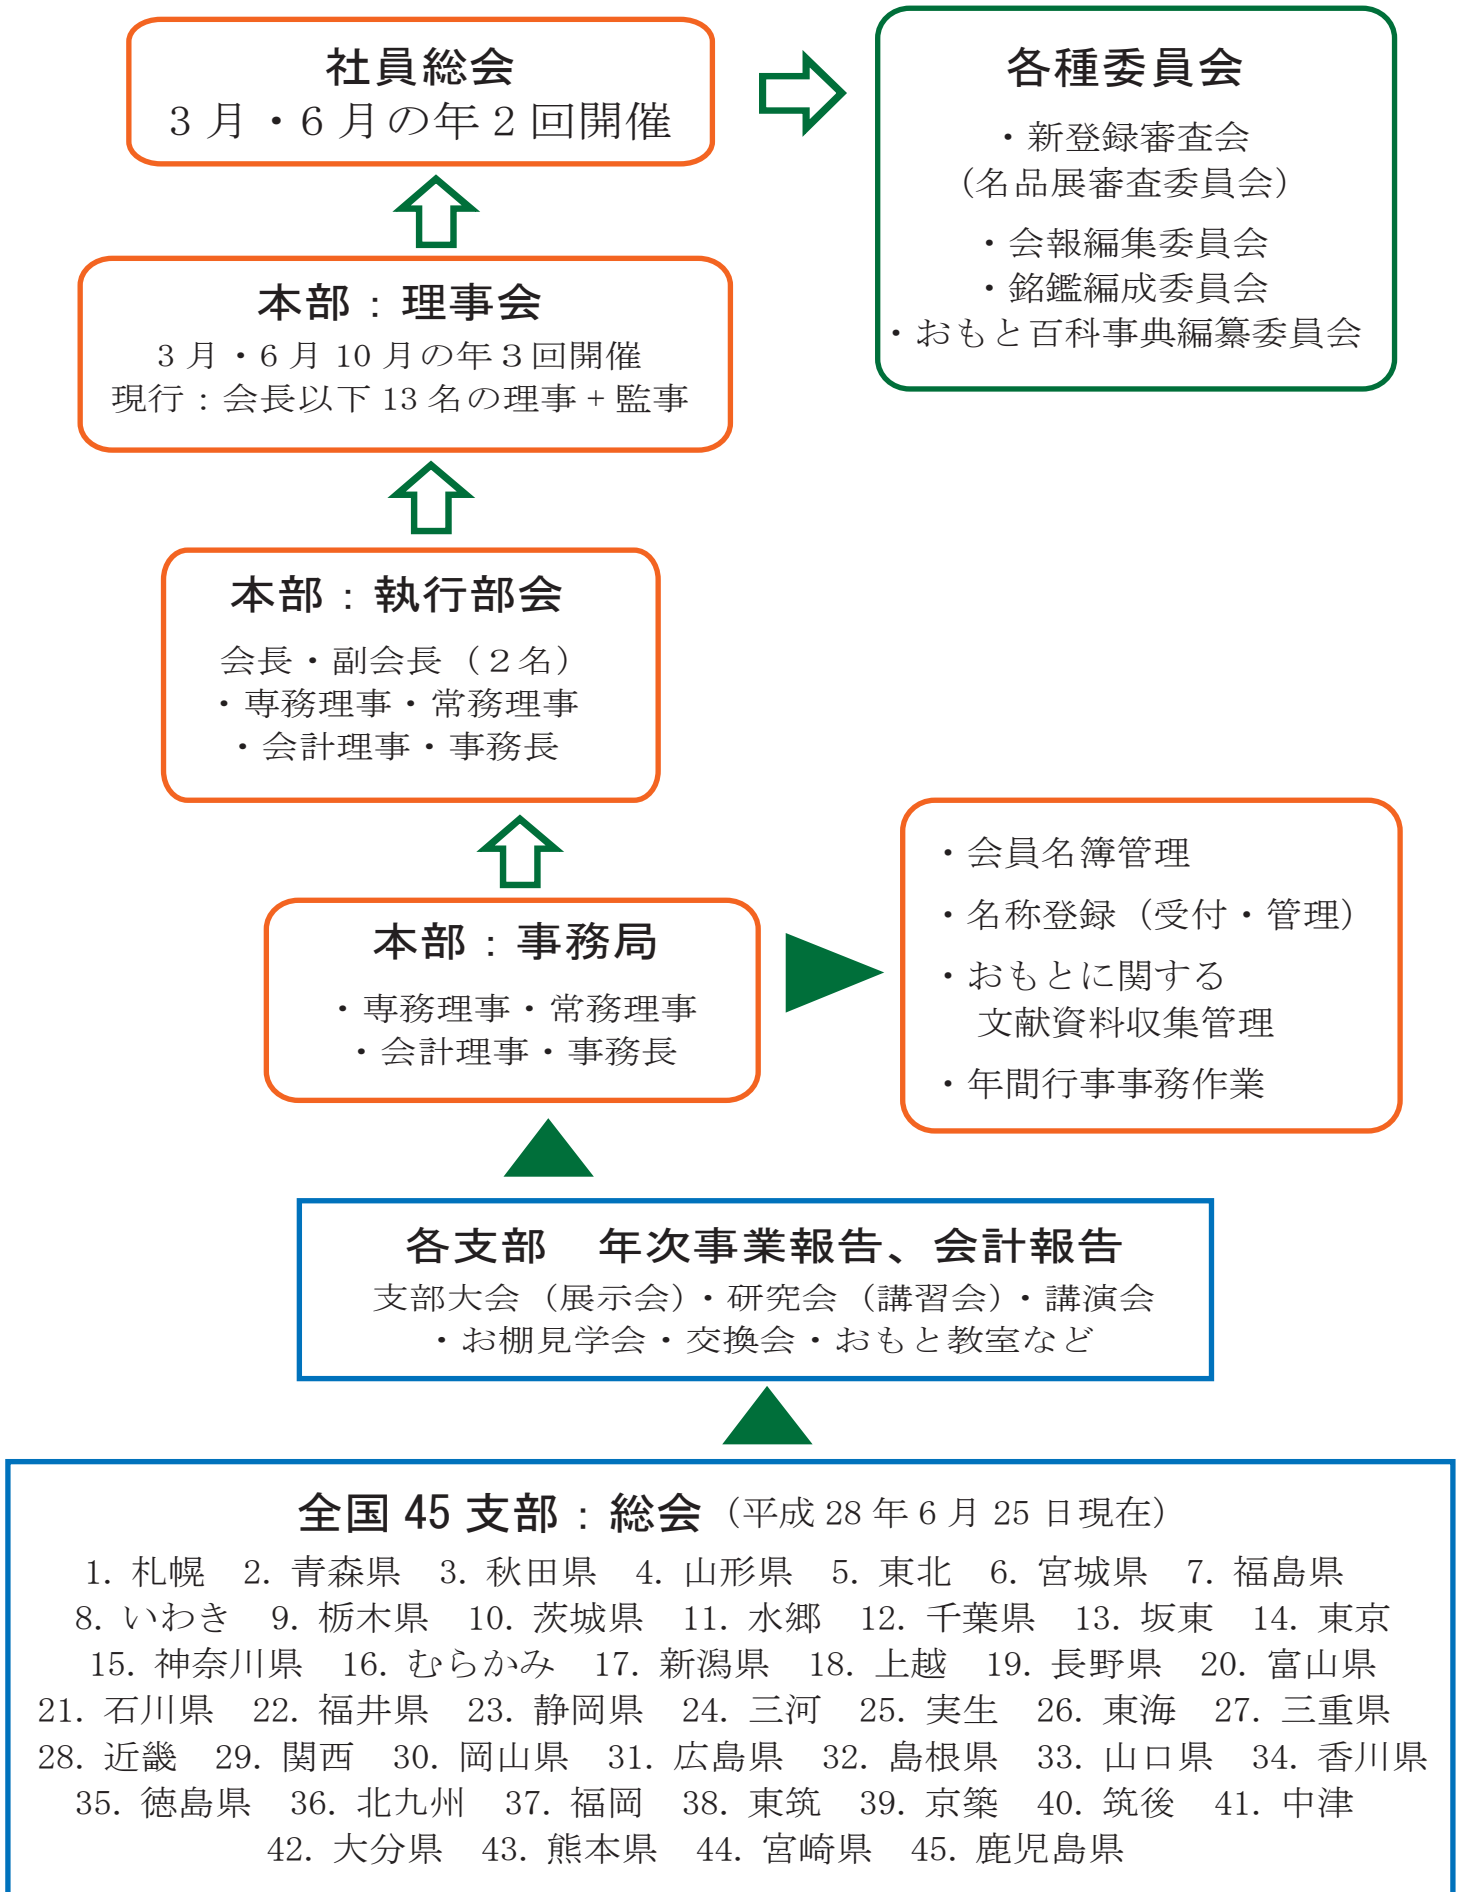 社員総会
3 月・6 月の年 2 回開催
各種委員会
・新登録審査会
（名品展審査委員会）
・会報編集委員会
・銘鑑編成委員会
・おもと百科事典編纂委員会
本部：理事会
3 月・6 月 10 月の年３回開催
現行：会長以下 13 名の理事 + 監事
本部：執行部会
会長・副会長（２名）
・専務理事・常務理事
・会計理事・事務長
本部：事務局
・専務理事・常務理事
・会計理事・事務長
・会員名簿管理
・名称登録（受付・管理）
・おもとに関する
文献資料収集管理
・年間行事事務作業
各支部　年次事業報告、会計報告
支部大会（展示会）・研究会（講習会）・講演会
・お棚見学会・交換会・おもと教室など
全国 45 支部：総会（平成 28 年 6 月 25 日現在）
1. 札幌　2. 青森県　3. 秋田県　4. 山形県　5. 東北　6. 宮城県　7. 福島県
8. いわき　9. 栃木県　10. 茨城県　11. 水郷　12. 千葉県　13. 坂東　14. 東京
15. 神奈川県　16. むらかみ　17. 新潟県　18. 上越　19. 長野県　20. 富山県
21. 石川県　22. 福井県　23. 静岡県　24. 三河　25. 実生　26. 東海　27. 三重県
28. 近畿　29. 関西　30. 岡山県　31. 広島県　32. 島根県　33. 山口県　34. 香川県
35. 徳島県　36. 北九州　37. 福岡　38. 東筑　39. 京築　40. 筑後　41. 中津
42. 大分県　43. 熊本県　44. 宮崎県　45. 鹿児島県